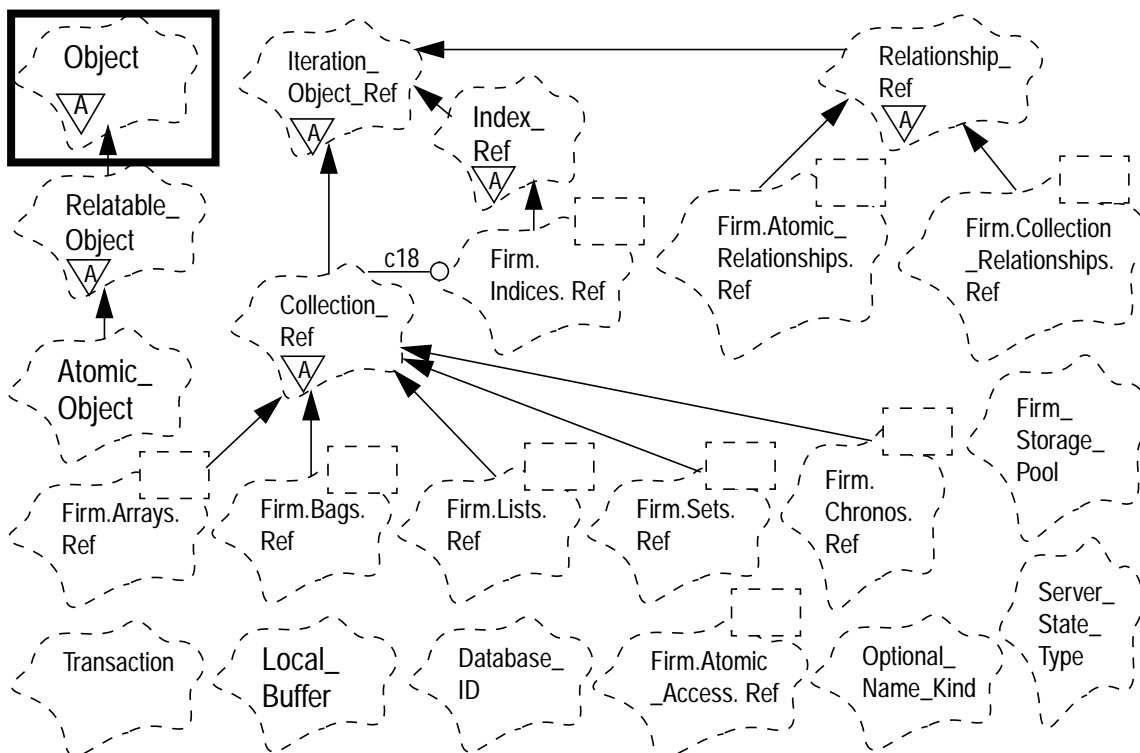 Object
A
Iteration_
Object_Ref
A
Relationship_
Ref
A
Index_
Ref
A
Relatable_
Object
A
Firm.Atomic_
Relationships.
Ref
Firm.Collection
_Relationships.
Ref
c18
Firm.
Indices. Ref
Collection_
Ref
A
Atomic_
Object
Firm_
Storage_
Pool
Firm.Arrays.
Ref
Firm.Bags.
Ref
Firm.Lists.
Ref
Firm.Sets.
Ref
Firm.
Chronos.
Ref
Server_
State_
Type
Transaction
Local_
Buffer
Database_
ID
Firm.Atomic
_Access. Ref
Optional_
Name_Kind